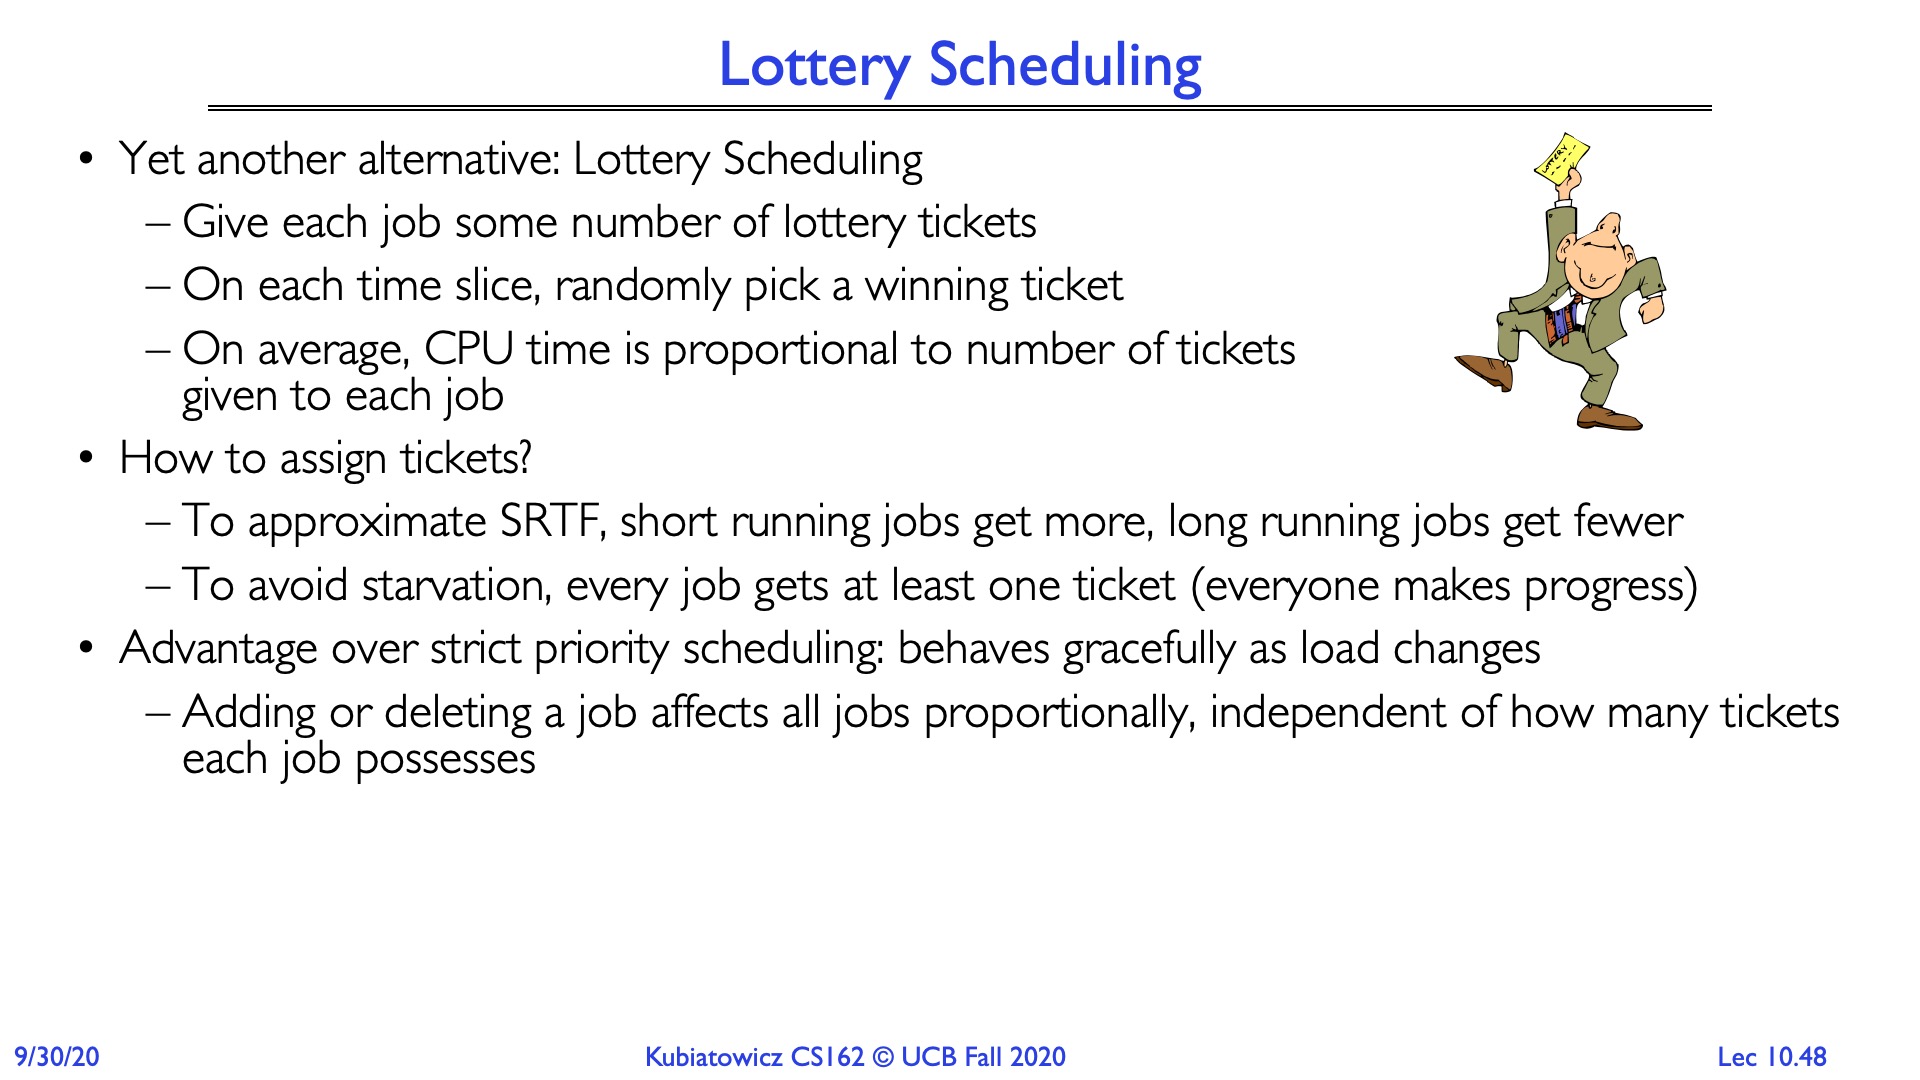 Lottery Scheduling
• Yet another alternative: Lottery Scheduling
– Give each job some number of lottery tickets
– On each time slice, randomly pick a winning ticket
– On average, CPU time is proportional to number of tickets
given to each job
• How to assign tickets?
– To approximate SRTF, short running jobs get more, long running jobs get fewer
– To avoid starvation, every job gets at least one ticket (everyone makes progress)
• Advantage over strict priority scheduling: behaves gracefully as load changes
– Adding or deleting a job affects all jobs proportionally, independent of how many tickets
each job possesses
LOTTERY
9/30/20
Kubiatowicz CS162 © UCB Fall 2020
Lec 10.48